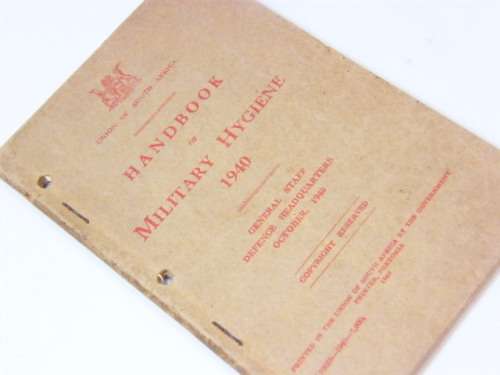 UNION OF SOUTH AFRICA
HANDBOOK
OF
MILITARY HYGIENE
1940
GENERAL STAFF
DEFENCE HEADQUARTERS
OCTOBER, 1940
COPYRIGHT RESERVED
PRINTED IN THE UNION OF SOUTH AFRICA BY THE GOVERNMENT
PRINTER, PRETORIA
1940